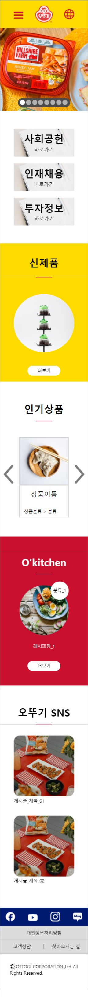 오뚜기
HILLSHIRE
FARM
HONEY HAM
사회공헌
바로가기
인재채용
바로가기
투자정보
바로가기
신제품
더보기
인기상품
상품이름
상품분류 > 분류
O'kitchen
분류_1
레시피명_1
더보기
오뚜기 SNS
게시글_제목_01
게시글_제목_02
blog
개인정보처리방침
고객상담 | 찾아오시는 길
© OTTOGI CORPORATION.,Ltd All
Rights Reserved.